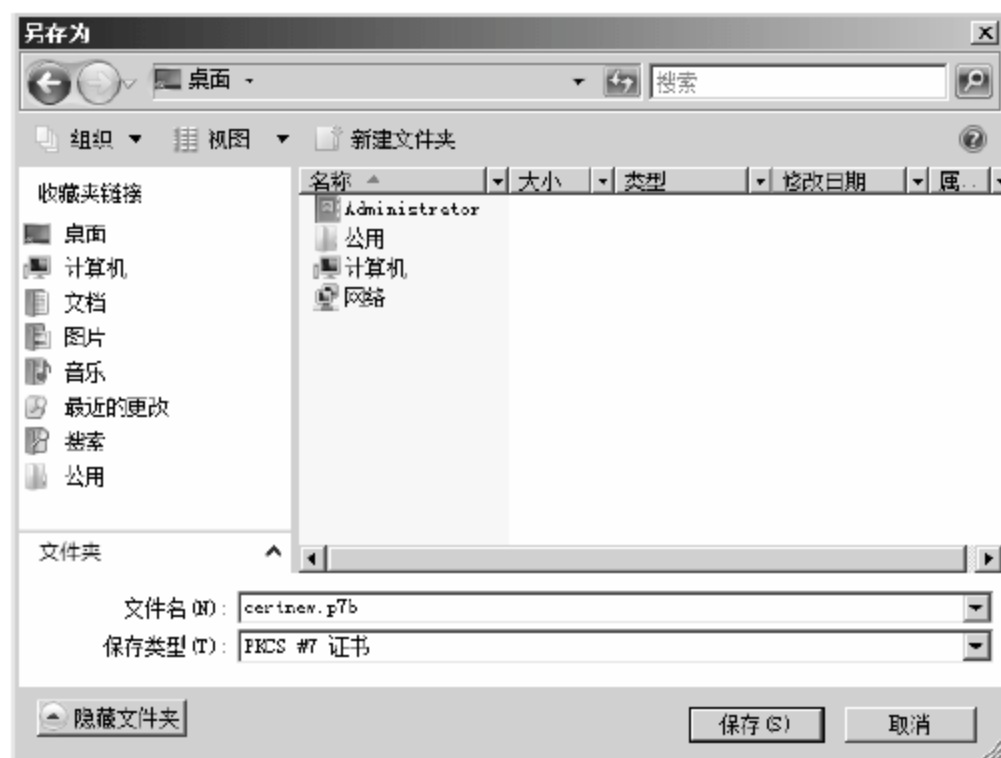 另存为
桌面
搜索
组织 视图 新建文件夹
收藏夹链接
桌面
计算机
文档
图片
音乐
最近的更改
搜索
公用
文件夹
名称 大小 类型 修改日期 属...
Administrator
公用
计算机
网络
文件名(N): certnew.p7b
保存类型(T): PKCS #7 证书
隐藏文件夹 保存(S) 取消